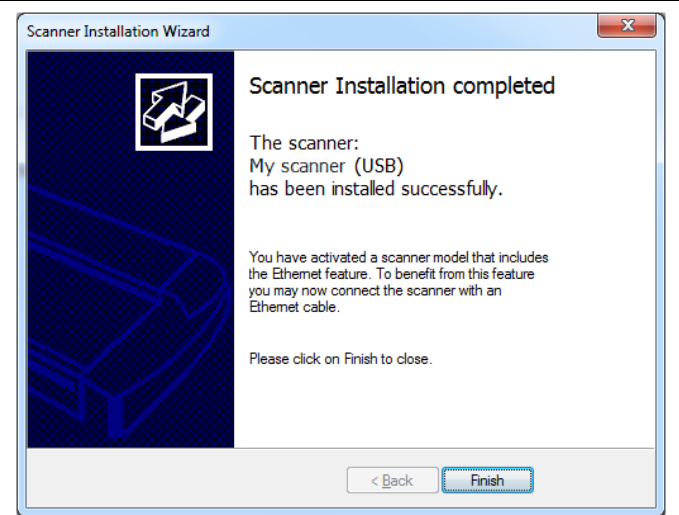 Scanner Installation Wizard
Scanner Installation completed
The scanner:
My scanner (USB)
has been installed successfully.
You have activated a scanner model that includes
the Ethernet feature. To benefit from this feature
you may now connect the scanner with an
Ethernet cable.
Please click on Finish to close.
< Back
Finish